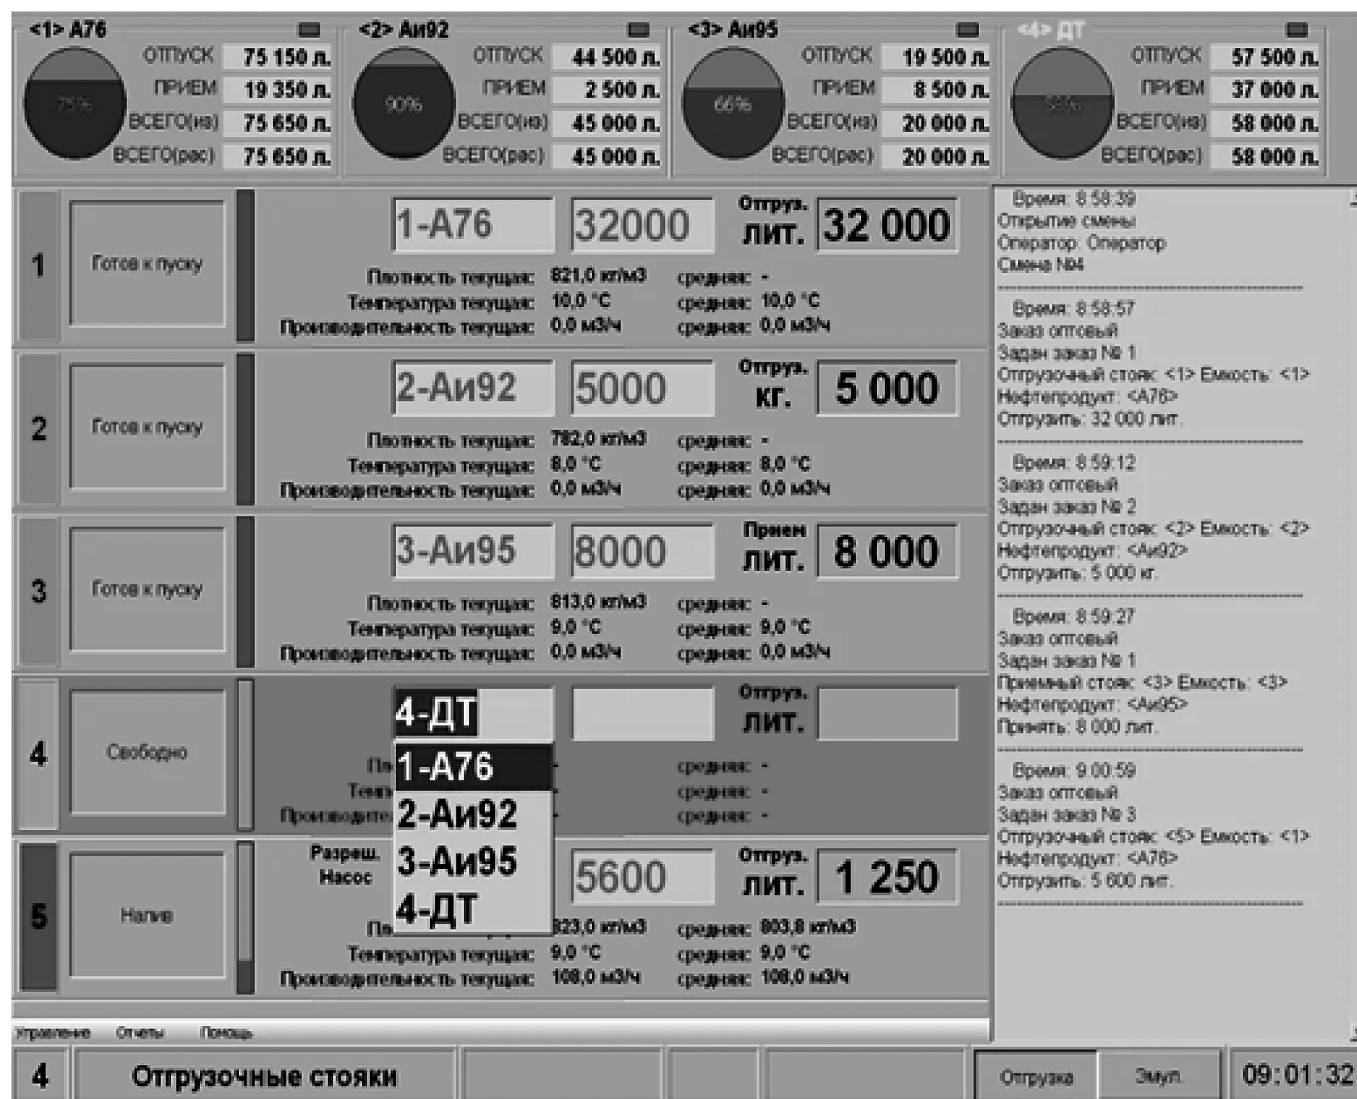 <1> А76
ОТПУСК 75 150 л.
ПРИЕМ 19 350 л.
ВСЕГО(из) 75 650 л.
ВСЕГО(рас) 75 650 л.
75%
<2> Аи92
ОТПУСК 44 500 л.
ПРИЕМ 2 500 л.
ВСЕГО(из) 45 000 л.
ВСЕГО(рас) 45 000 л.
90%
<3> Аи95
ОТПУСК 19 500 л.
ПРИЕМ 8 500 л.
ВСЕГО(из) 20 000 л.
ВСЕГО(рас) 20 000 л.
66%
<4> ДТ
ОТПУСК 57 500 л.
ПРИЕМ 37 000 л.
ВСЕГО(из) 58 000 л.
ВСЕГО(рас) 58 000 л.
1
Готов к пуску
1-А76 32000 Отгруз. лит. 32 000
Плотность текущая: 821,0 кг/м3 средняя: -
Температура текущая: 10,0 °C средняя: 10,0 °C
Производительность текущая: 0,0 м3/ч средняя: 0,0 м3/ч
2
Готов к пуску
2-Аи92 5000 Отгруз. кг. 5 000
Плотность текущая: 782,0 кг/м3 средняя: -
Температура текущая: 8,0 °C средняя: 8,0 °C
Производительность текущая: 0,0 м3/ч средняя: 0,0 м3/ч
3
Готов к пуску
3-Аи95 8000 Прием лит. 8 000
Плотность текущая: 813,0 кг/м3 средняя: -
Температура текущая: 9,0 °C средняя: 9,0 °C
Производительность текущая: 0,0 м3/ч средняя: 0,0 м3/ч
4
Свободно
4-ДТ Отгруз. лит.
1-А76
2-Аи92
3-Аи95
4-ДТ
средняя: -
средняя: -
средняя: -
5
Налив
Разреш.
Насос
5600 Отгруз. лит. 1 250
823,0 кг/м3 средняя: 803,8 кг/м3
Температура текущая: 9,0 °C средняя: 9,0 °C
Производительность текущая: 108,0 м3/ч средняя: 108,0 м3/ч
Время: 8:58:39
Открытие смены
Оператор: Оператор
Смена №4
Время: 8:58:57
Заказ оптовый
Задан заказ № 1
Отгрузочный стояк: <1> Емкость: <1>
Нефтепродукт: <А76>
Отгрузить: 32 000 лит.
Время: 8:59:12
Заказ оптовый
Задан заказ № 2
Отгрузочный стояк: <2> Емкость: <2>
Нефтепродукт: <Аи92>
Отгрузить: 5 000 кг.
Время: 8:59:27
Заказ оптовый
Задан заказ № 1
Приемный стояк: <3> Емкость: <3>
Нефтепродукт: <Аи95>
Принять: 8 000 лит.
Время: 9:00:59
Заказ оптовый
Задан заказ № 3
Отгрузочный стояк: <5> Емкость: <1>
Нефтепродукт: <А76>
Отгрузить: 5 600 лит.
Управление Отчеты Помощь
4 Отгрузочные стояки Отгрузка Эмул. 09:01:32